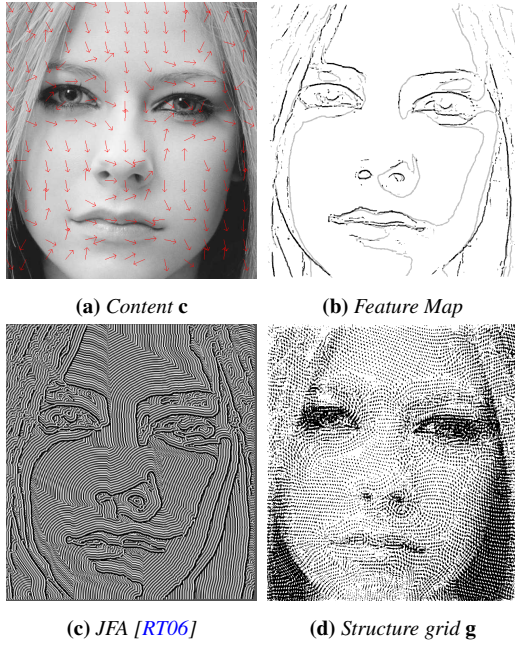 (a) Content c
(b) Feature Map
(c) JFA [RT06]
(d) Structure grid g